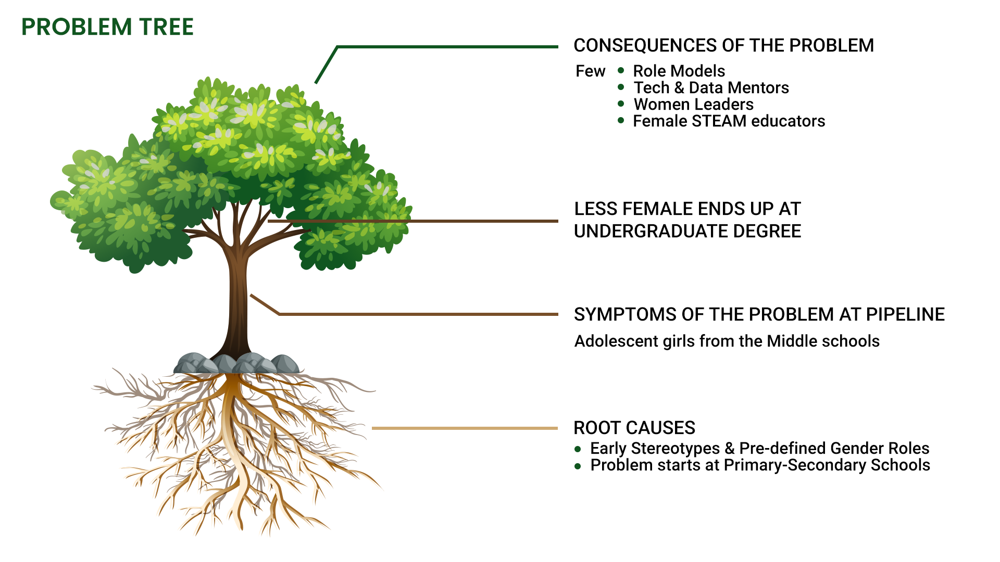 PROBLEM TREE
CONSEQUENCES OF THE PROBLEM
Few • Role Models
• Tech & Data Mentors
• Women Leaders
• Female STEAM educators
LESS FEMALE ENDS UP AT
UNDERGRADUATE DEGREE
SYMPTOMS OF THE PROBLEM AT PIPELINE
Adolescent girls from the Middle schools
ROOT CAUSES
• Early Stereotypes & Pre-defined Gender Roles
• Problem starts at Primary-Secondary Schools